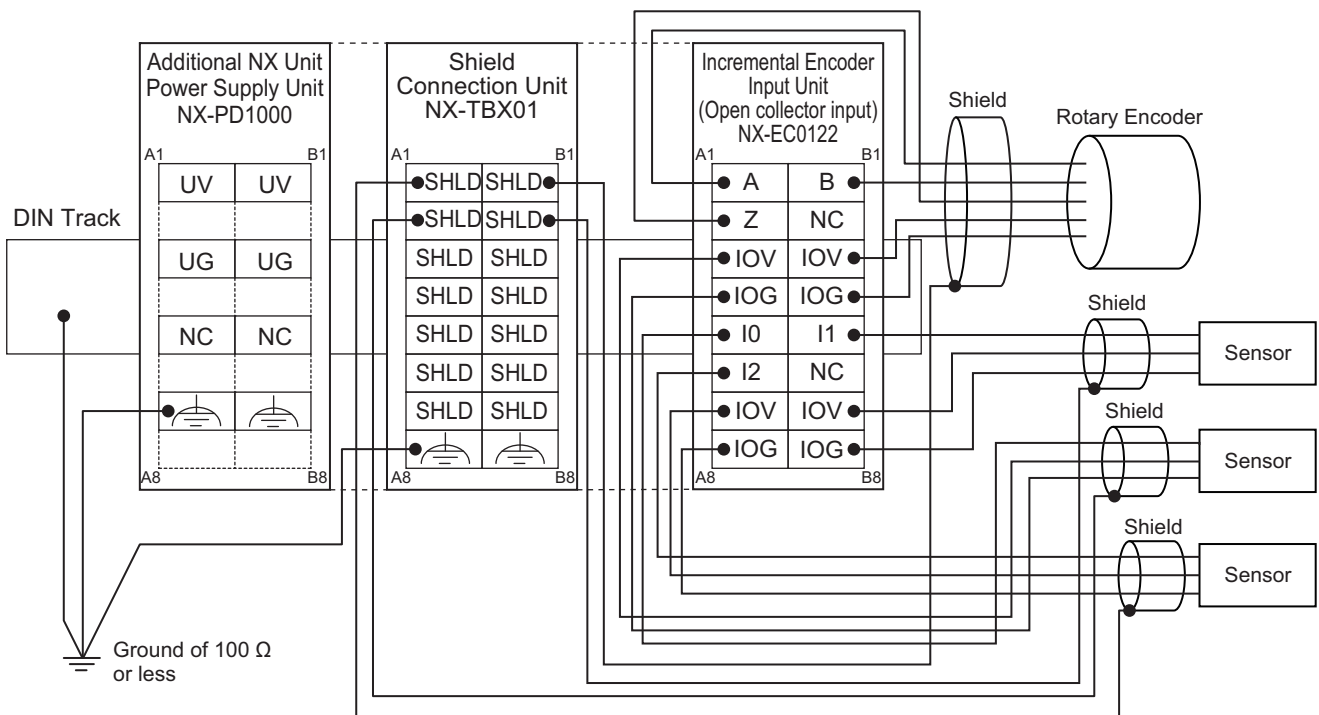 Additional NX Unit
Power Supply Unit
NX-PD1000
A1
B1
UV UV
UG UG
NC NC
A8
B8
DIN Track
Ground of 100 Ω
or less
Shield
Connection Unit
NX-TBX01
A1
B1
SHLD SHLD
SHLD SHLD
SHLD SHLD
SHLD SHLD
SHLD SHLD
SHLD SHLD
SHLD SHLD
A8
B8
Incremental Encoder
Input Unit
(Open collector input)
NX-EC0122
A1
B1
A B
Z NC
IOV IOV
IOG IOG
I0 I1
I2 NC
IOV IOV
IOG IOG
A8
B8
Shield
Rotary Encoder
Shield
Sensor
Shield
Sensor
Shield
Sensor